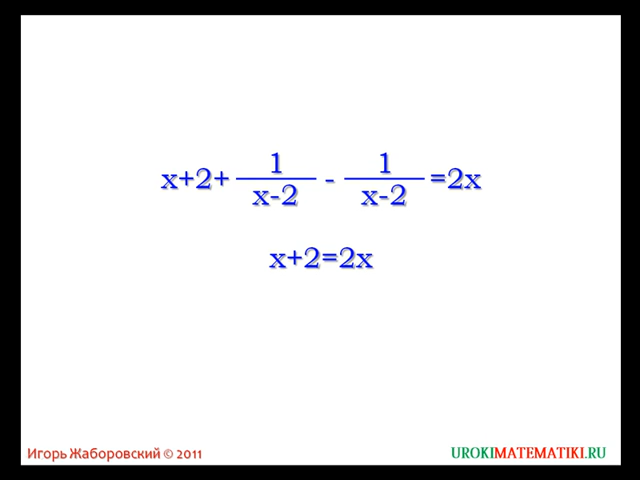 x+2+ 1/x-2 - 1/x-2 =2x
x+2=2x
Игорь Жаборовский © 2011
UROKIMATEMATIKI.RU